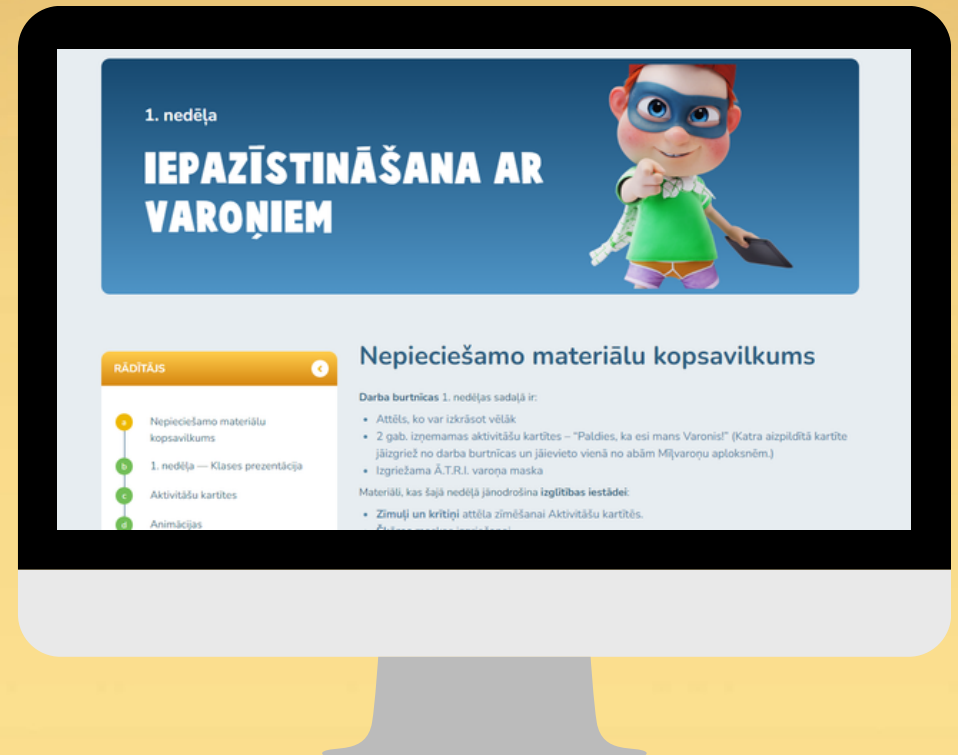 1. nedēļa
IEPAZĪSTINĀŠANA AR
VAROŅIEM
RĀDĪTĀJS
a
Nepieciešamo materiālu
kopsavilkums
b
1. nedēļa — Klases prezentācija
c
Aktivitāšu kartītes
d
Animācijas
Nepieciešamo materiālu kopsavilkums
Darba burtnīcas 1. nedēļas sadaļā ir:
• Attēls, ko var izkrāsot vēlāk
• 2 gab. izņemamas aktivitāšu kartītes – “Paldies, ka esi mans Varonis!” (Katra aizpildītā kartīte
jāizgriež no darba burtnīcas un jāievieto vienā no abām Mīļvaroņu aploksnēm.)
• Izgriežama Ā.T.R.I. varoņa maska
Materiāli, kas šajā nedēļā jānodrošina izglītības iestādei:
• Zīmuļi un krītiņi attēla zīmēšanai Aktivitāšu kartītēs.